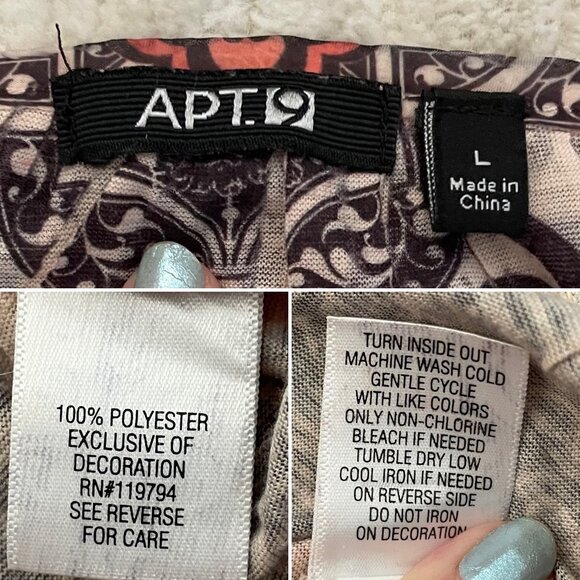 APT.9
L
Made in
China
100% POLYESTER
EXCLUSIVE OF
DECORATION
RN#119794
SEE REVERSE
FOR CARE
TURN INSIDE OUT
MACHINE WASH COLD
GENTLE CYCLE
WITH LIKE COLORS
ONLY NON-CHLORINE
BLEACH IF NEEDED
TUMBLE DRY LOW
COOL IRON IF NEEDED
ON REVERSE SIDE
DO NOT IRON
ON DECORATION